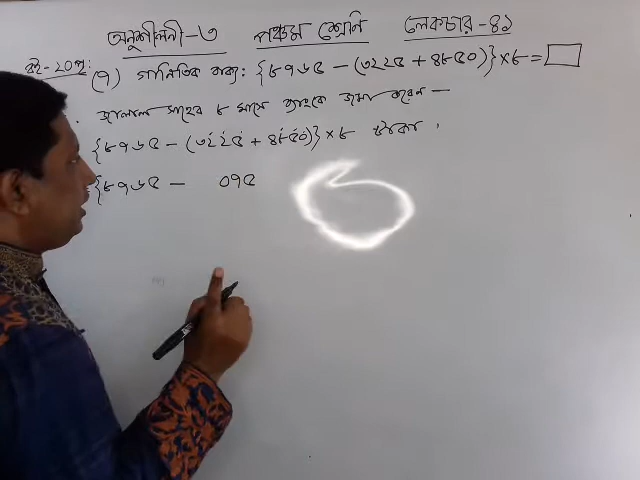 অনুশীলনী-৩ পঞ্চম শ্রেনি লেকচার-৪১
বই-২০পৃ:
(৭) গানিতিক বাক্য: {৮৭৬৫ - (৩২২৫ + ৪৮৫০)} × ৮ =
জালাল সাহেব ৮ মাসে ব্যাংকে জমা করেন —
{৮৭৬৫ - (৩২২৫ + ৪৮৫০)} × ৮ টাকা
{৮৭৬৫ - ০৭৫